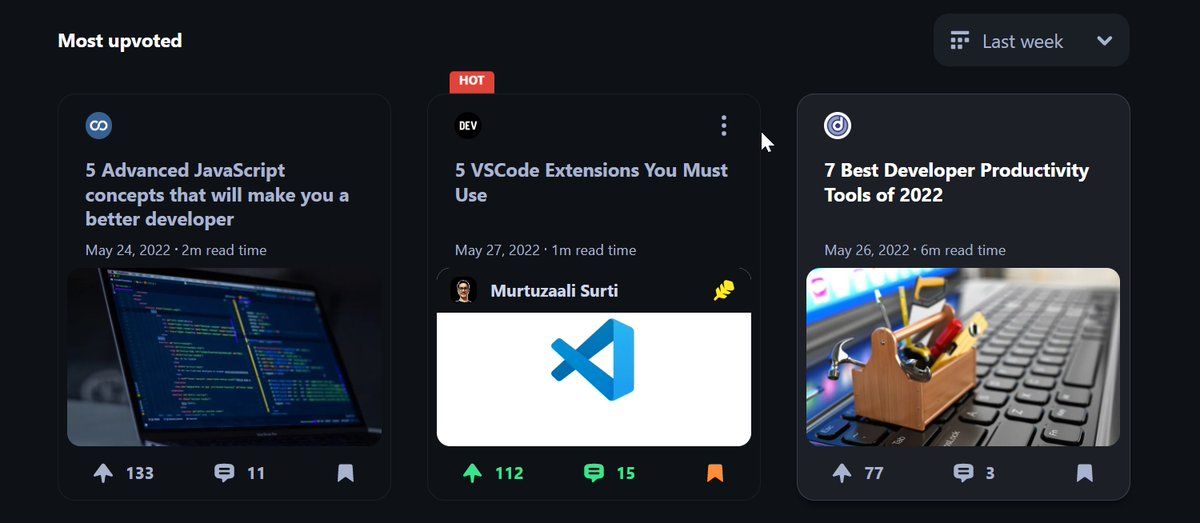 Most upvoted
Last week
HOT
5 Advanced JavaScript
concepts that will make you a
better developer
May 24, 2022 · 2m read time
133
11
DEV
5 VSCode Extensions You Must
Use
May 27, 2022 · 1m read time
Murtuzaali Surti
112
15
d
7 Best Developer Productivity
Tools of 2022
May 26, 2022 · 6m read time
Tab
77
3